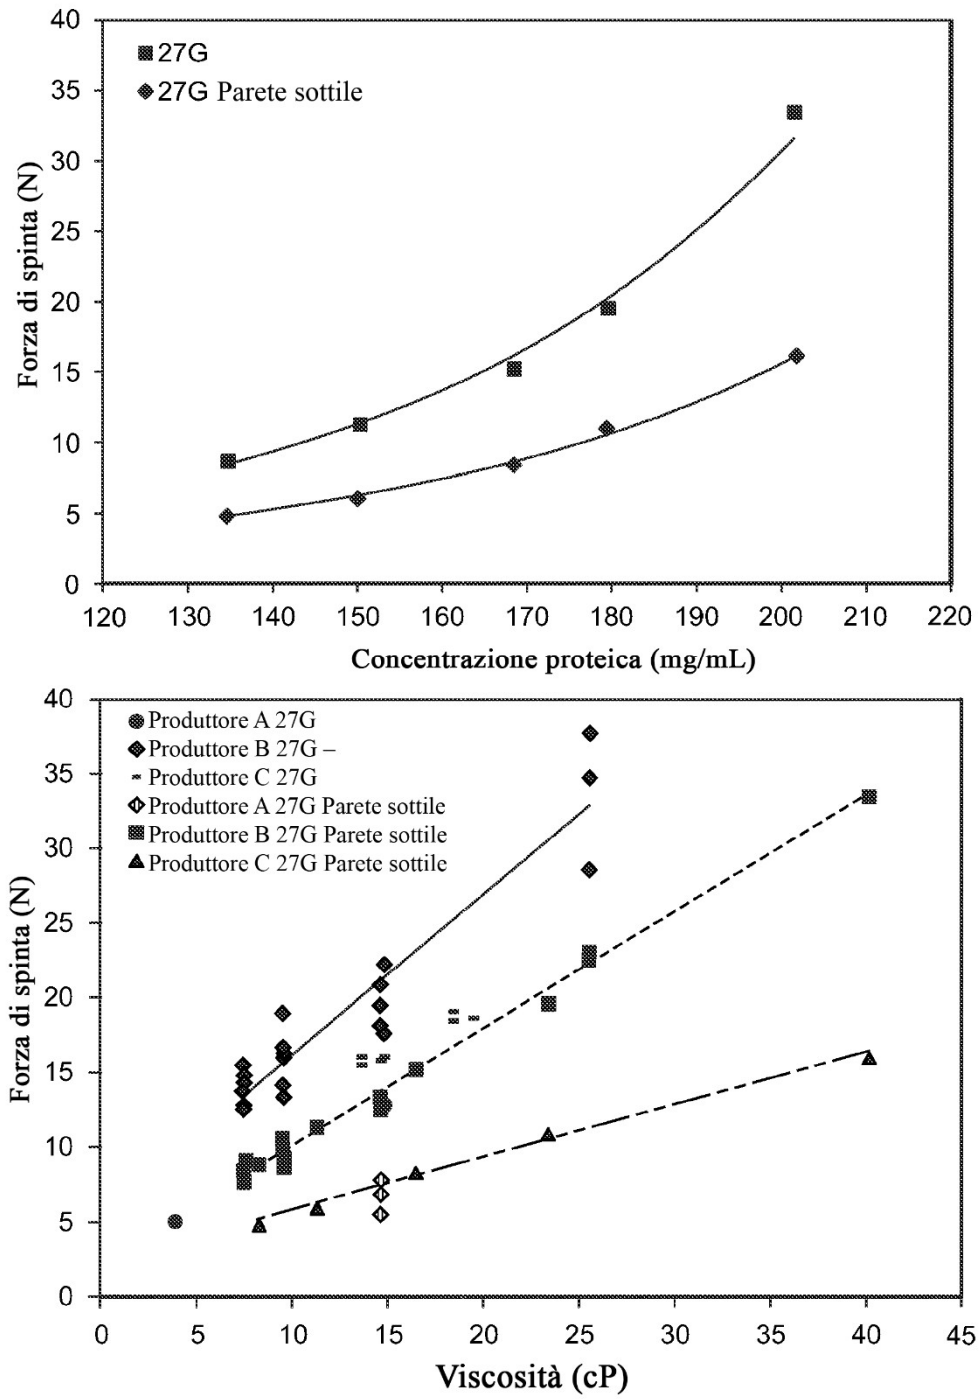 40
35
30
25
20
15
10
5
0
Forza di spinta (N)
27G
27G Parete sottile
120 130 140 150 160 170 180 190 200 210 220
Concentrazione proteica (mg/mL)
40
35
30
25
20
15
10
5
0
Forza di spinta (N)
Produttore A 27G
Produttore B 27G –
Produttore C 27G
Produttore A 27G Parete sottile
Produttore B 27G Parete sottile
Produttore C 27G Parete sottile
0 5 10 15 20 25 30 35 40 45
Viscosità (cP)